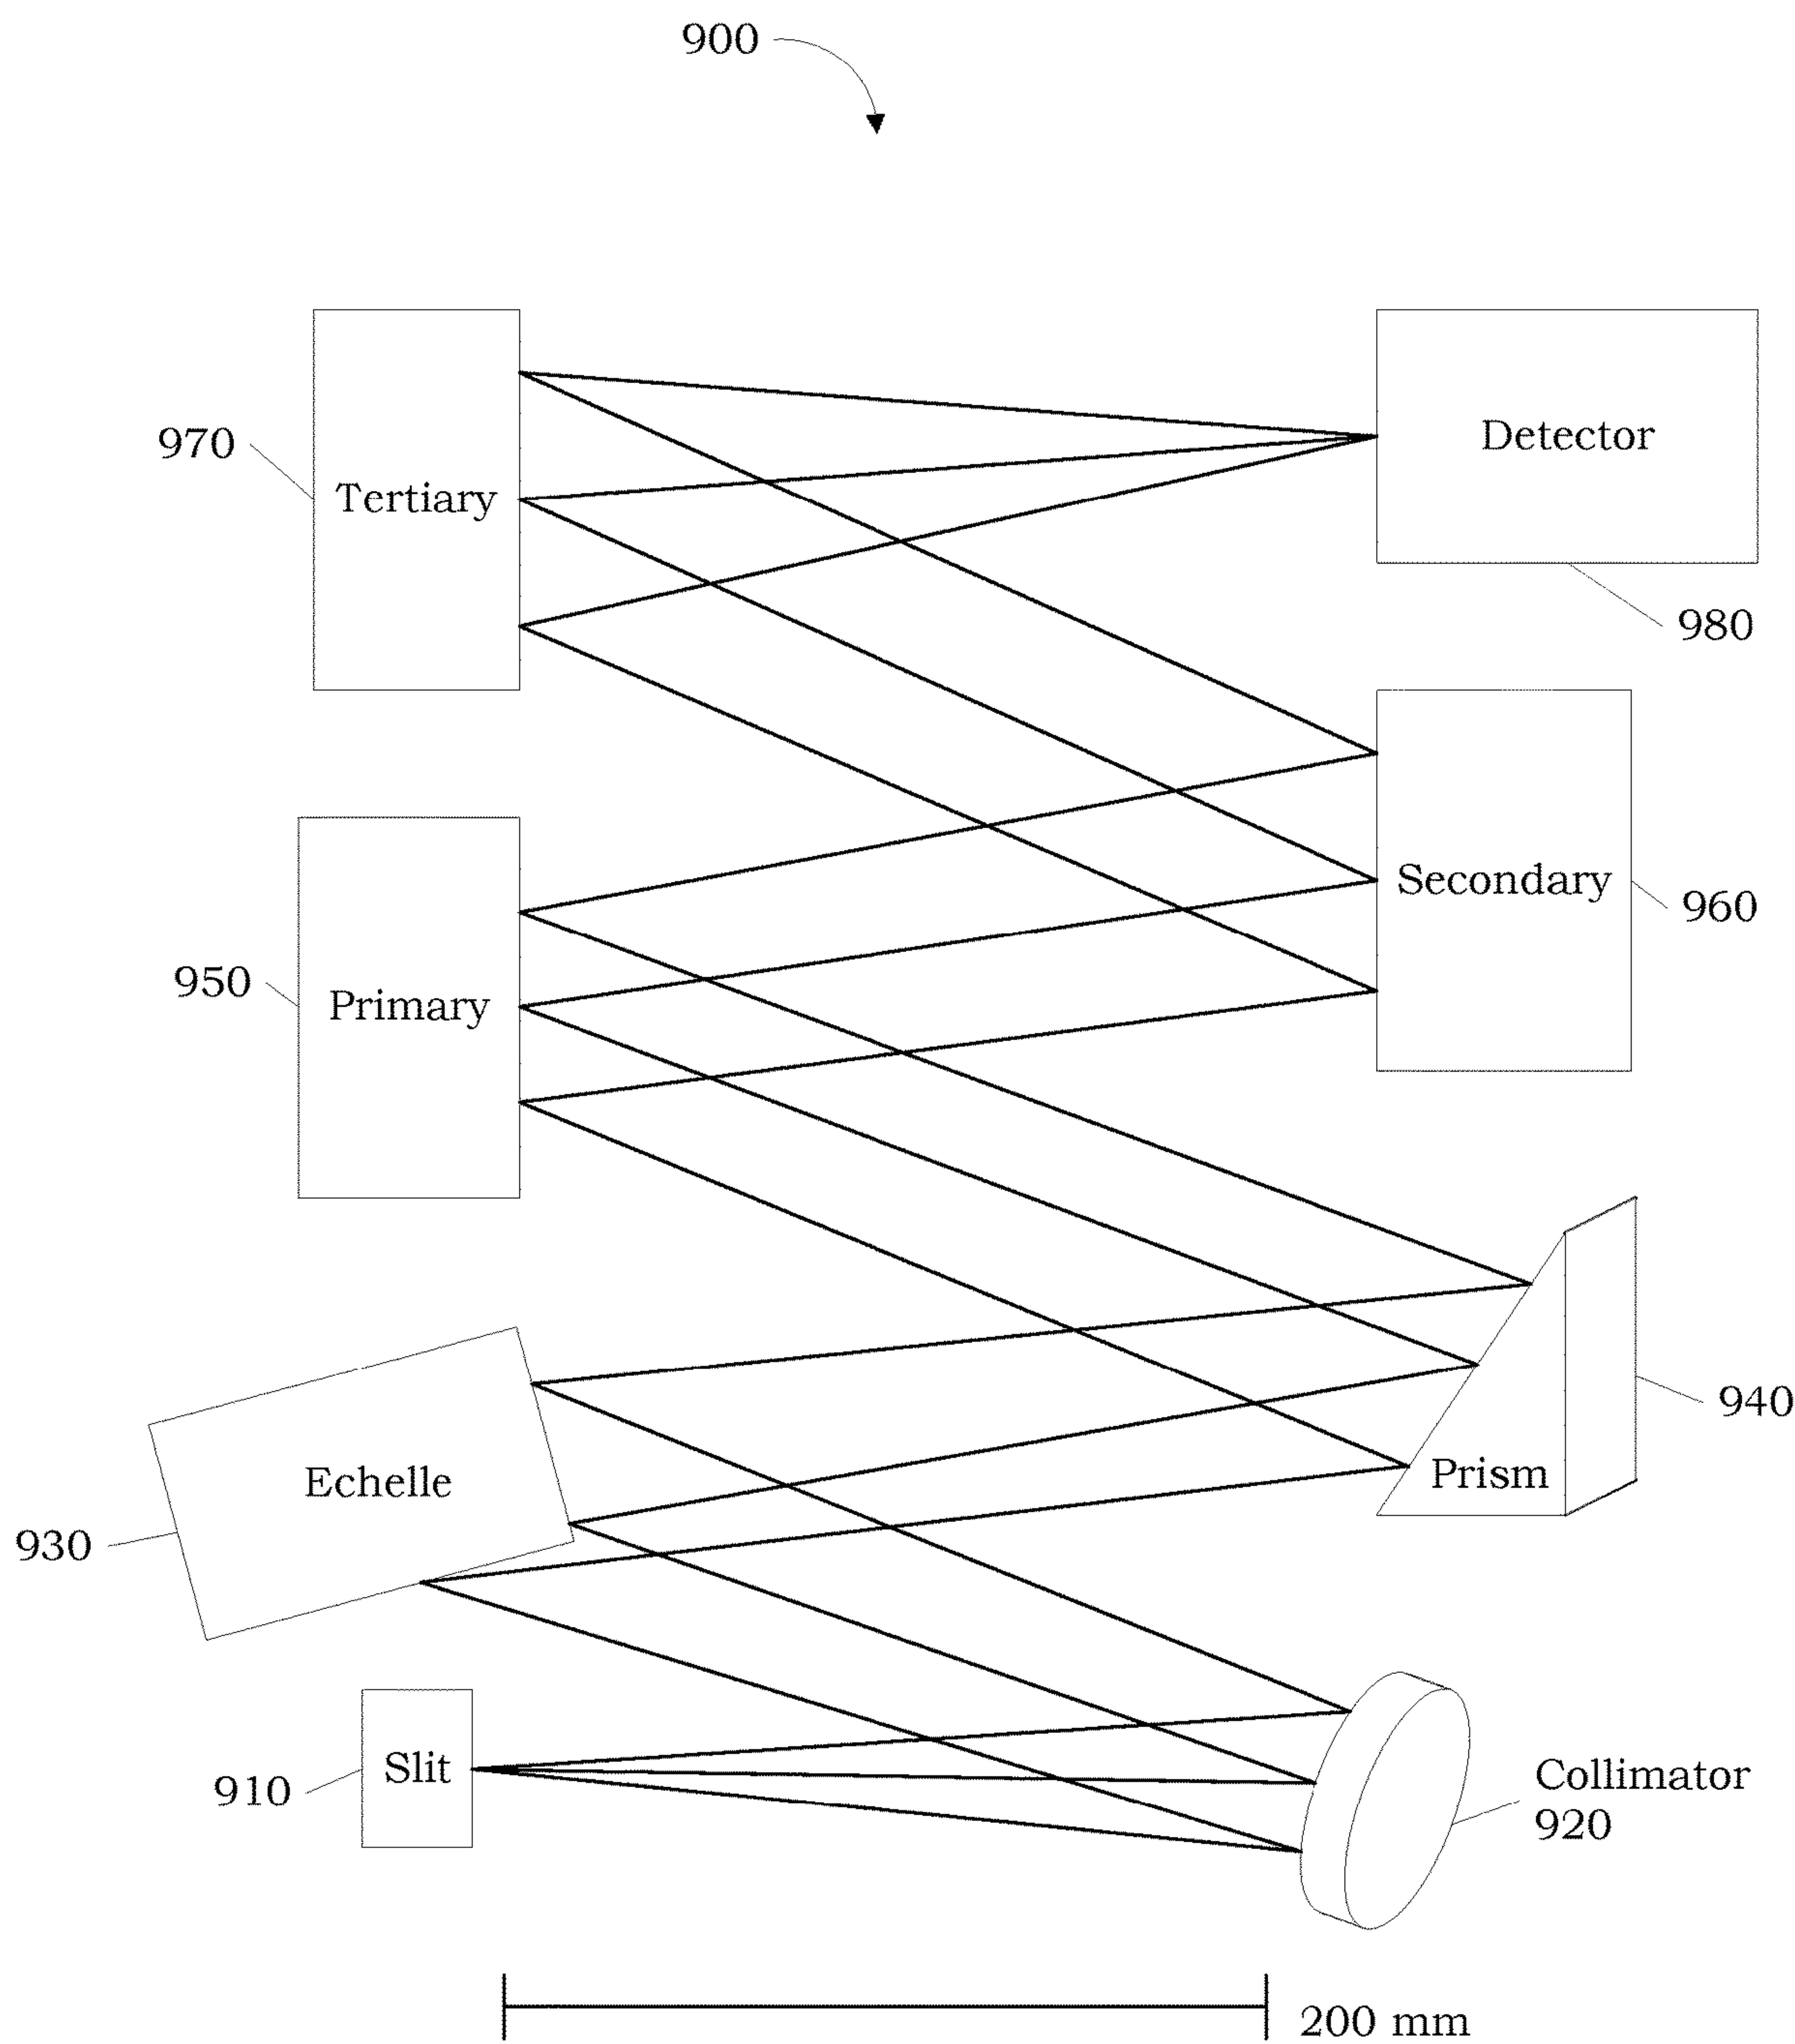 900
970
Tertiary
Detector
980
Secondary
960
950
Primary
940
Prism
Echelle
930
Slit
910
Collimator
920
200 mm